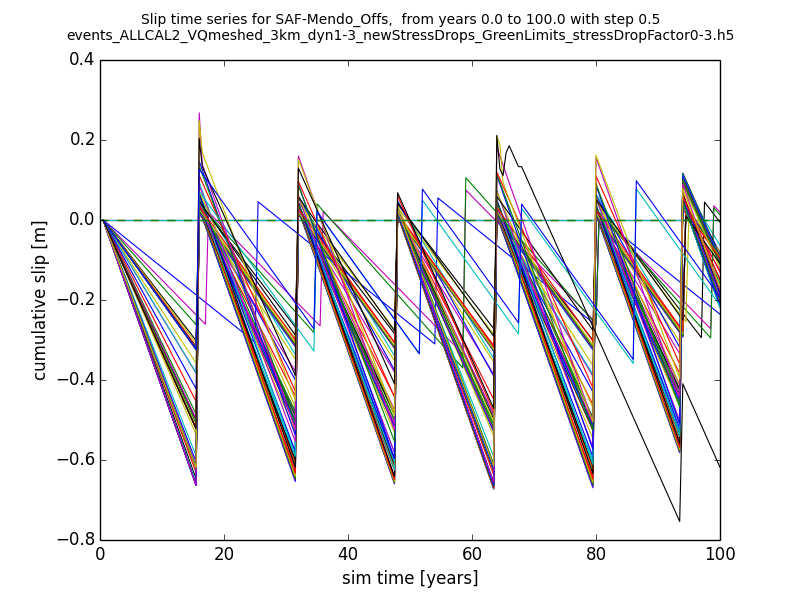 Slip time series for SAF-Mendo_Offs,  from years 0.0 to 100.0 with step 0.5
events_ALLCAL2_VQmeshed_3km_dyn1-3_newStressDrops_GreenLimits_stressDropFactor0-3.h5
0.4
0.2
0.0
−0.2
−0.4
−0.6
−0.8
cumulative slip [m]
0 20 40 60 80 100
sim time [years]